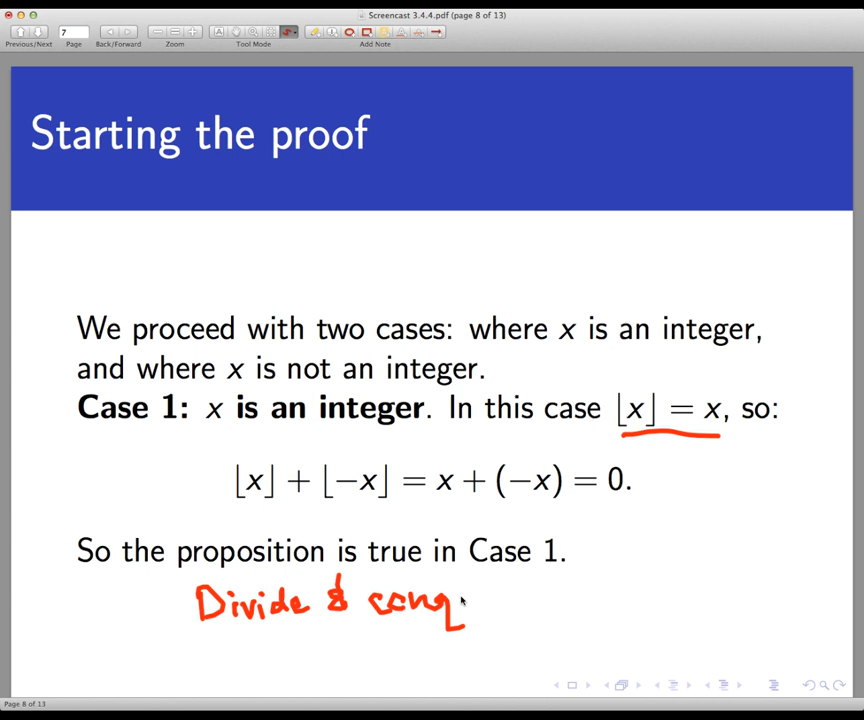 Screencast 3.4.4.pdf (page 8 of 13)
7
Previous/Next Page Back/Forward Zoom Tool Mode Add Note
Starting the proof
We proceed with two cases: where x is an integer,
and where x is not an integer.
Case 1: x is an integer. In this case ⌊x⌋ = x, so:
⌊x⌋ + ⌊−x⌋ = x + (−x) = 0.
So the proposition is true in Case 1.
Divide & conq
Page 8 of 13